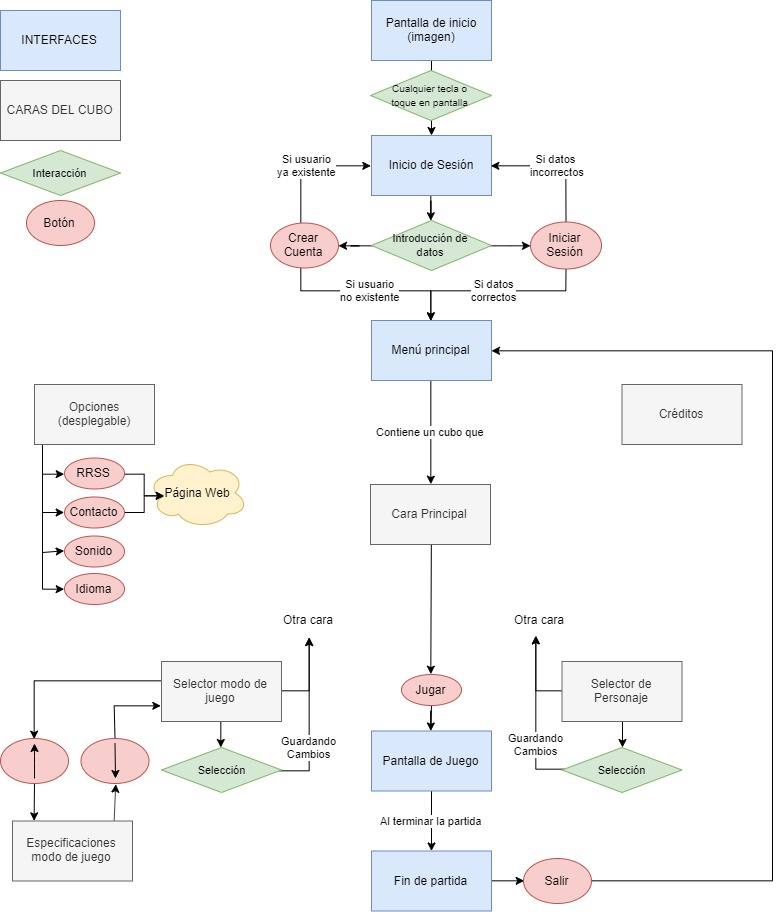 Pantalla de inicio
(imagen)
INTERFACES
Cualquier tecla o
toque en pantalla
CARAS DEL CUBO
Si usuario
ya existente
Inicio de Sesión
Si datos
incorrectos
Interacción
Botón
Crear
Cuenta
Introducción de
datos
Iniciar
Sesión
Si usuario
no existente
Si datos
correctos
Menú principal
Opciones
(desplegable)
Créditos
Contiene un cubo que
RRSS
Página Web
Contacto
Cara Principal
Sonido
Idioma
Otra cara
Otra cara
Selector modo de
juego
Jugar
Selector de
Personaje
Guardando
Cambios
Guardando
Cambios
Selección
Pantalla de Juego
Selección
Al terminar la partida
Especificaciones
modo de juego
Fin de partida
Salir